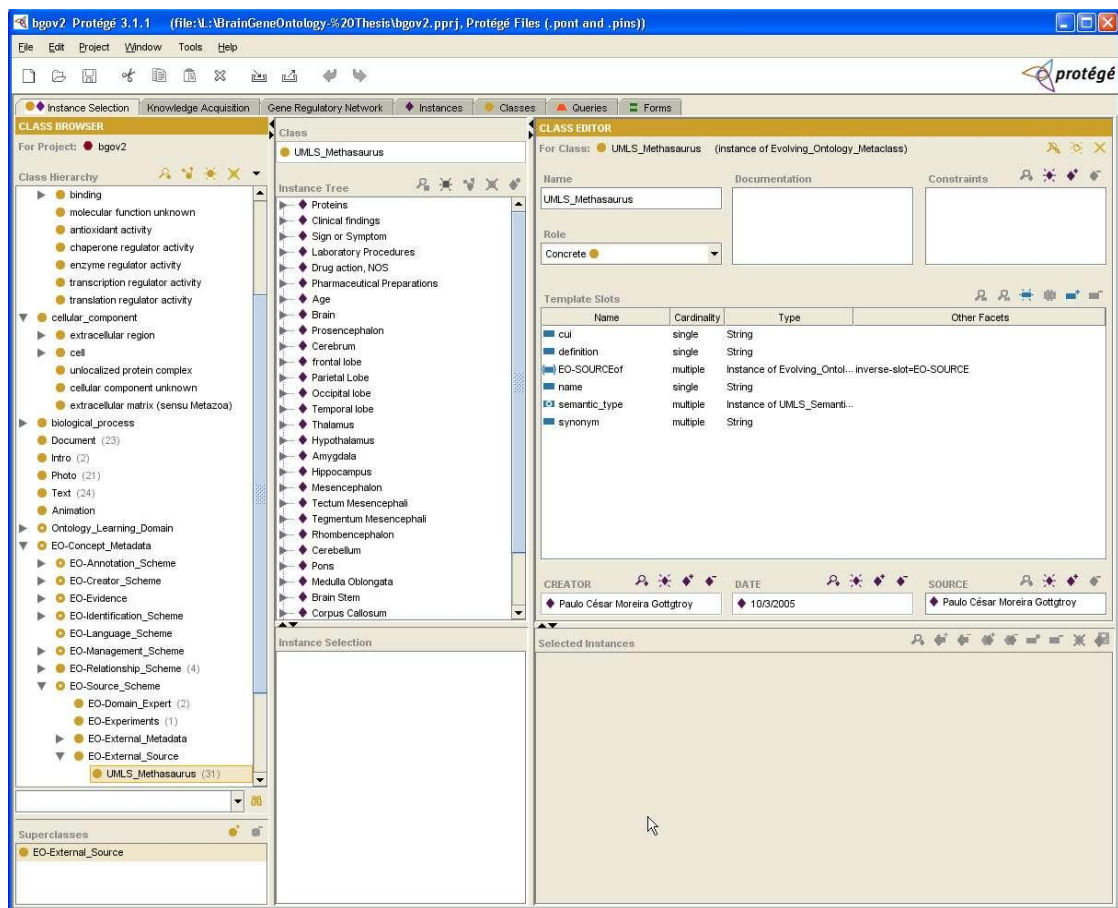 bgov2 Protégé 3.1.1 (file:\L:\BrainGeneOntology-%20Thesis\bgov2.pprj, Protégé Files (.pont and .pins))
File Edit Project Window Tools Help
protégé
Instance Selection Knowledge Acquisition Gene Regulatory Network Instances Classes Queries Forms
CLASS BROWSER
For Project: bgov2
Class Hierarchy
binding
molecular function unknown
antioxidant activity
chaperone regulator activity
enzyme regulator activity
transcription regulator activity
translation regulator activity
cellular_component
extracellular region
cell
unlocalized protein complex
cellular component unknown
extracellular matrix (sensu Metazoa)
biological_process
Document (23)
Intro (2)
Photo (21)
Text (24)
Animation
Ontology_Learning_Domain
EO-Concept_Metadata
EO-Annotation_Scheme
EO-Creator_Scheme
EO-Evidence
EO-Identification_Scheme
EO-Language_Scheme
EO-Management_Scheme
EO-Relationship_Scheme (4)
EO-Source_Scheme
EO-Domain_Expert (2)
EO-Experiments (1)
EO-External_Metadata
EO-External_Source
UMLS_Methasaurus (31)
Superclasses
EO-External_Source
Class
UMLS_Methasaurus
Instance Tree
Proteins
Clinical findings
Sign or Symptom
Laboratory Procedures
Drug action, NOS
Pharmaceutical Preparations
Age
Brain
Prosencephalon
Cerebrum
frontal lobe
Parietal Lobe
Occipital lobe
Temporal lobe
Thalamus
Hypothalamus
Amygdala
Hippocampus
Mesencephalon
Tectum Mesencephali
Tegmentum Mesencephali
Rhombencephalon
Cerebellum
Pons
Medulla Oblongata
Brain Stem
Corpus Callosum
Instance Selection
CLASS EDITOR
For Class: UMLS_Methasaurus (instance of Evolving_Ontology_Metaclass)
Name Documentation Constraints
UMLS_Methasaurus
Role
Concrete
Template Slots
Name Cardinality Type Other Facets
cui single String
definition single String
EO-SOURCEof multiple Instance of Evolving_Ontol... inverse-slot=EO-SOURCE
name single String
semantic_type multiple Instance of UMLS_Semanti...
synonym multiple String
CREATOR DATE SOURCE
Paulo César Moreira Gottgtroy 10/3/2005 Paulo César Moreira Gottgtroy
Selected Instances